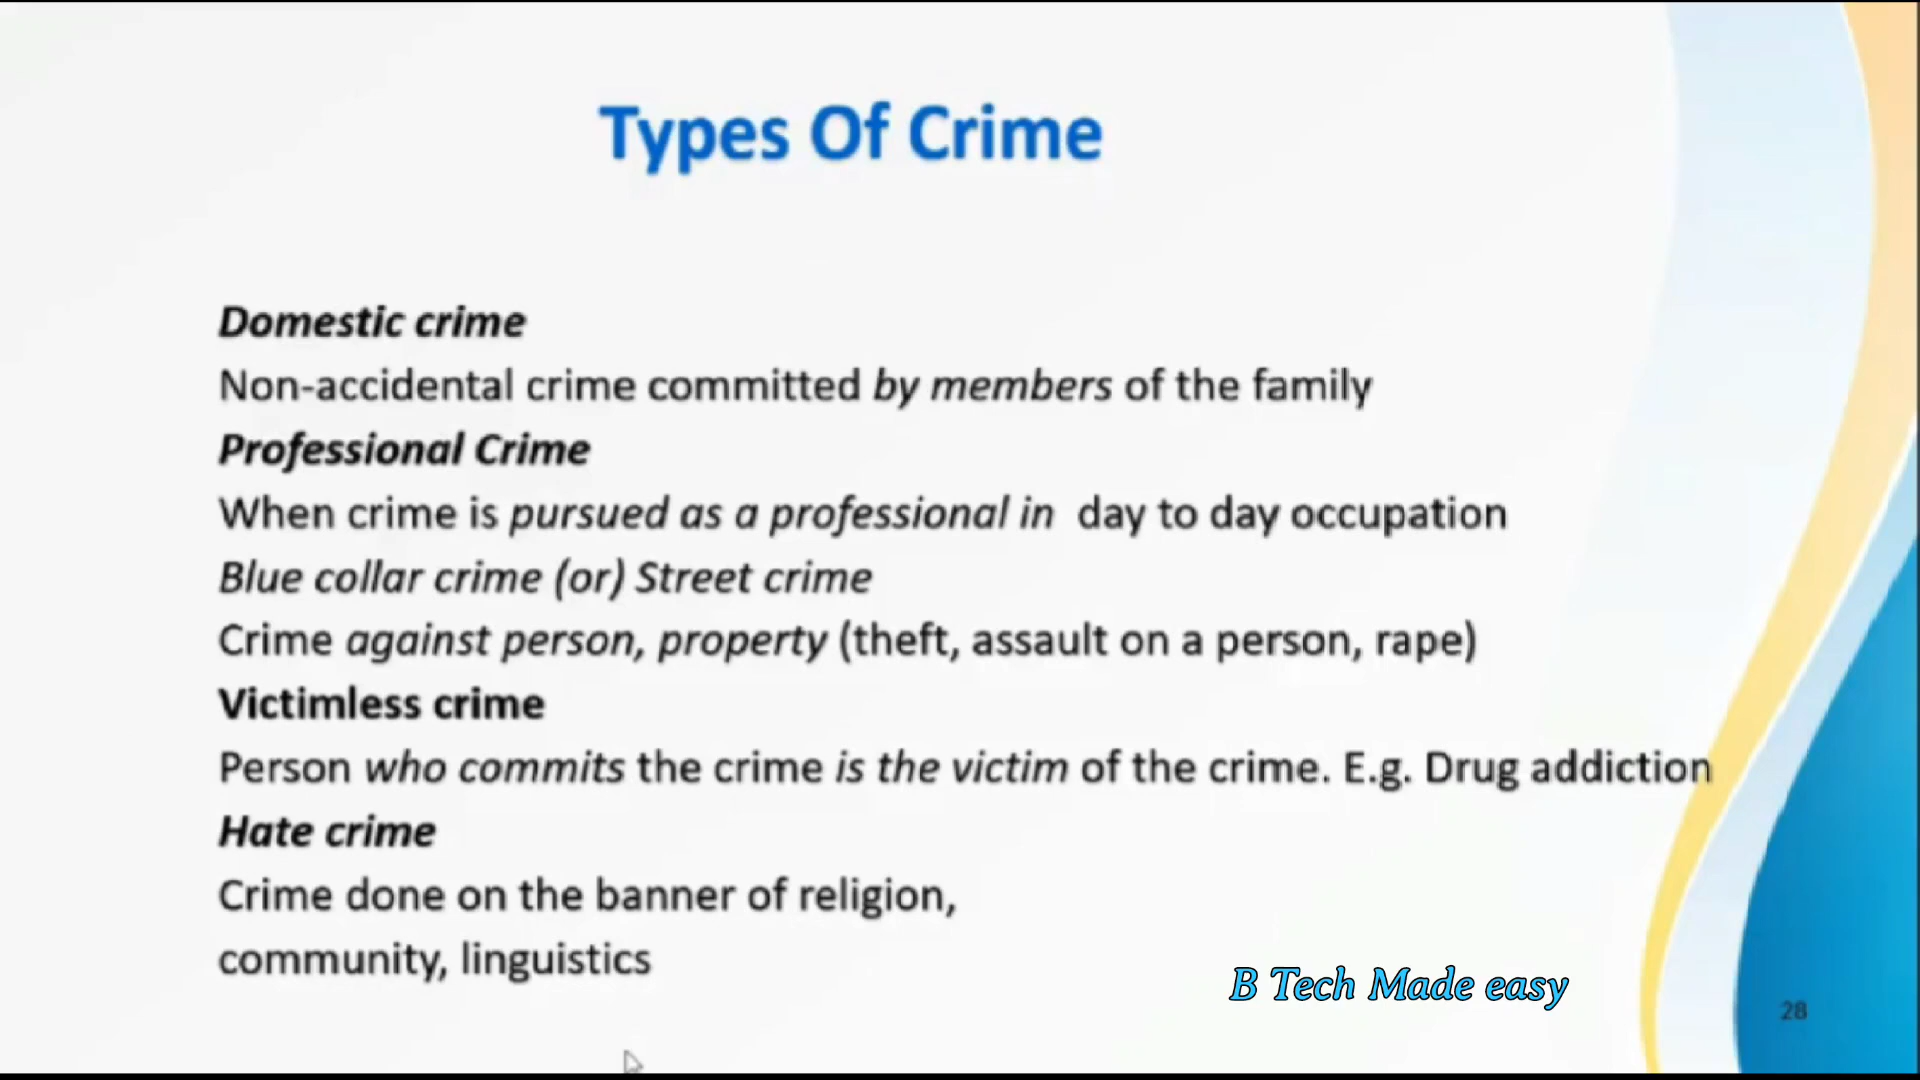 Types Of Crime
Domestic crime
Non-accidental crime committed by members of the family
Professional Crime
When crime is pursued as a professional in day to day occupation
Blue collar crime (or) Street crime
Crime against person, property (theft, assault on a person, rape)
Victimless crime
Person who commits the crime is the victim of the crime. E.g. Drug addiction
Hate crime
Crime done on the banner of religion,
community, linguistics
B Tech Made easy
28